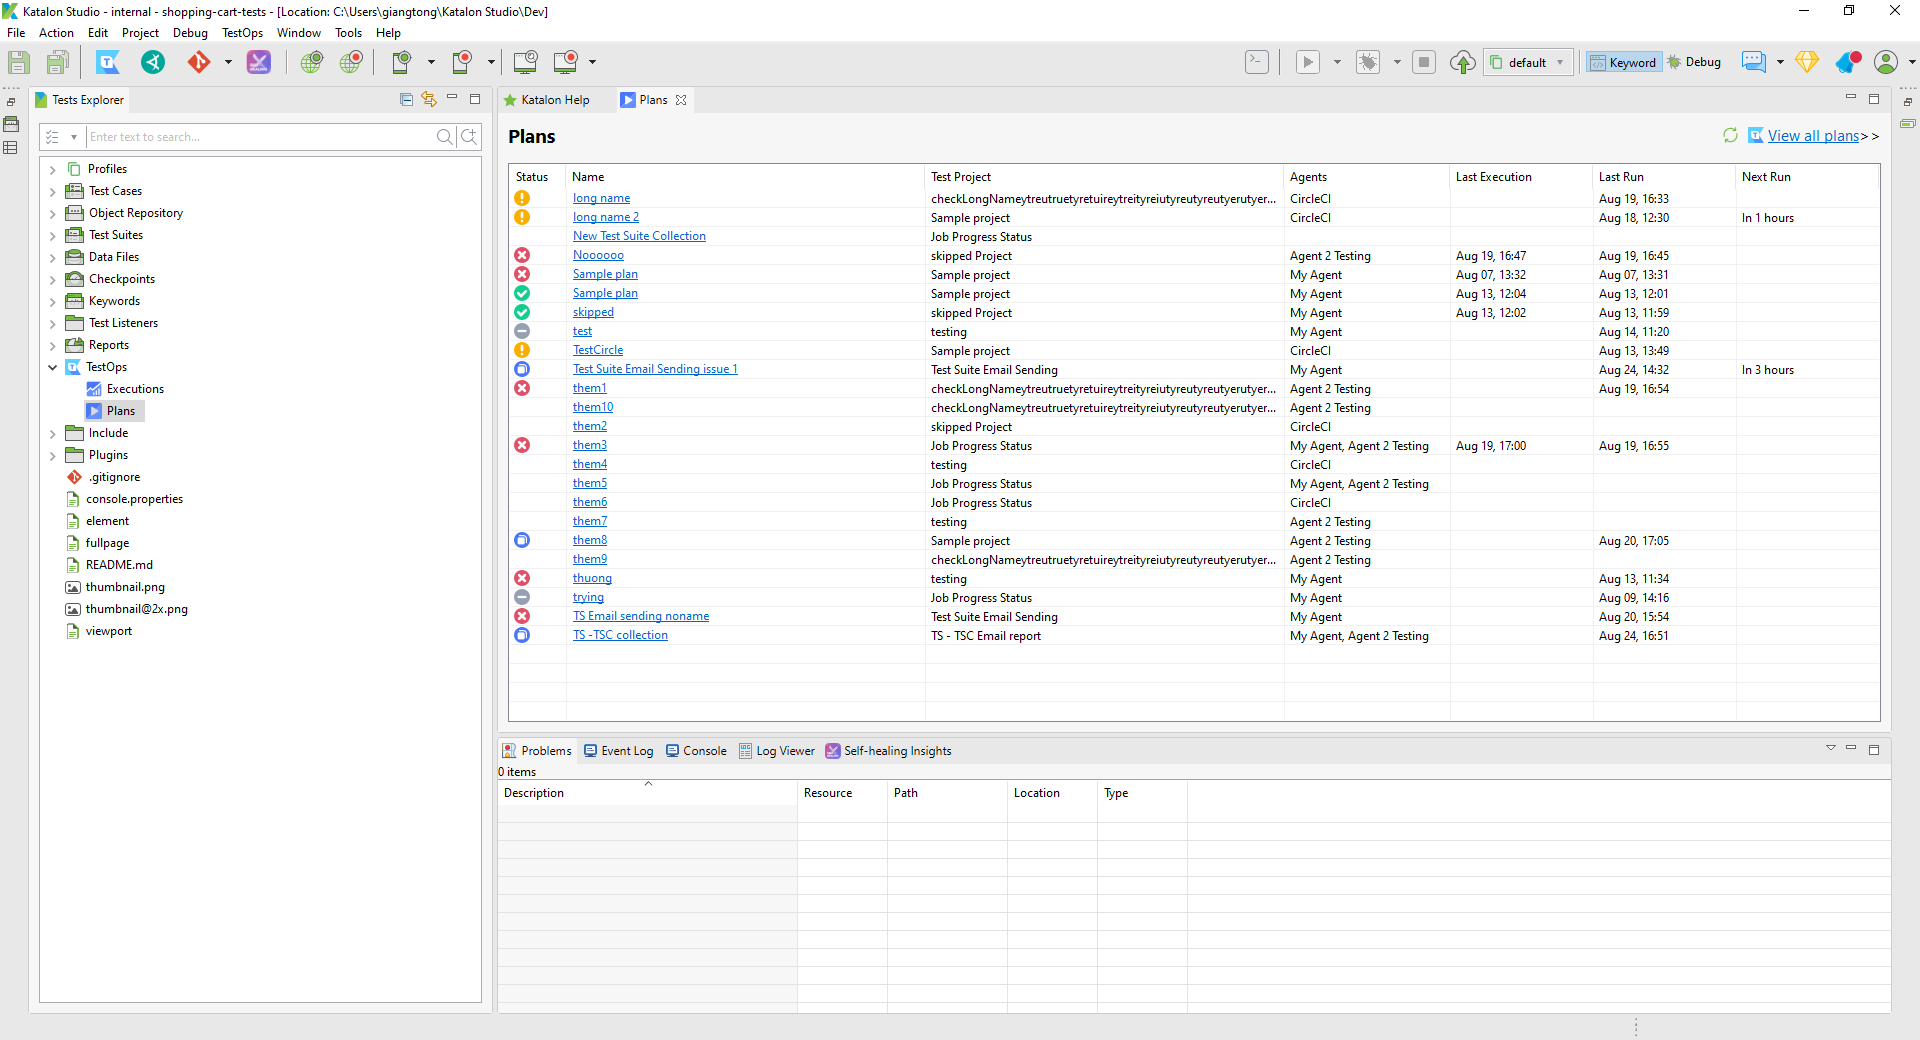 Katalon Studio - internal - shopping-cart-tests - [Location: C:\Users\giangtong\Katalon Studio\Dev]
File Action Edit Project Debug TestOps Window Tools Help
default Keyword Debug
Tests Explorer
Enter text to search...
Profiles
Test Cases
Object Repository
Test Suites
Data Files
Checkpoints
Keywords
Test Listeners
Reports
TestOps
Executions
Plans
Include
Plugins
.gitignore
console.properties
element
fullpage
README.md
thumbnail.png
thumbnail@2x.png
viewport
Katalon Help Plans
Plans
View all plans>>
Status Name Test Project Agents Last Execution Last Run Next Run
long name checkLongNameytreutruetyretuireytreityreiutyreutyreutyerutyer... CircleCI Aug 19, 16:33
long name 2 Sample project CircleCI Aug 18, 12:30 In 1 hours
New Test Suite Collection Job Progress Status
Noooooo skipped Project Agent 2 Testing Aug 19, 16:47 Aug 19, 16:45
Sample plan Sample project My Agent Aug 07, 13:32 Aug 07, 13:31
Sample plan Sample project My Agent Aug 13, 12:04 Aug 13, 12:01
skipped skipped Project My Agent Aug 13, 12:02 Aug 13, 11:59
test testing My Agent Aug 14, 11:20
TestCircle Sample project CircleCI Aug 13, 13:49
Test Suite Email Sending issue 1 Test Suite Email Sending My Agent Aug 24, 14:32 In 3 hours
them1 checkLongNameytreutruetyretuireytreityreiutyreutyreutyerutyer... Agent 2 Testing Aug 19, 16:54
them10 checkLongNameytreutruetyretuireytreityreiutyreutyreutyerutyer... Agent 2 Testing
them2 skipped Project CircleCI
them3 Job Progress Status My Agent, Agent 2 Testing Aug 19, 17:00 Aug 19, 16:55
them4 testing CircleCI
them5 Job Progress Status My Agent, Agent 2 Testing
them6 Job Progress Status CircleCI
them7 testing Agent 2 Testing
them8 Sample project Agent 2 Testing Aug 20, 17:05
them9 checkLongNameytreutruetyretuireytreityreiutyreutyreutyerutyer... Agent 2 Testing
thuong testing My Agent Aug 13, 11:34
trying Job Progress Status My Agent Aug 09, 14:16
TS Email sending noname Test Suite Email Sending My Agent Aug 20, 15:54
TS -TSC collection TS - TSC Email report My Agent, Agent 2 Testing Aug 24, 16:51
Problems Event Log Console Log Viewer Self-healing Insights
0 items
Description Resource Path Location Type